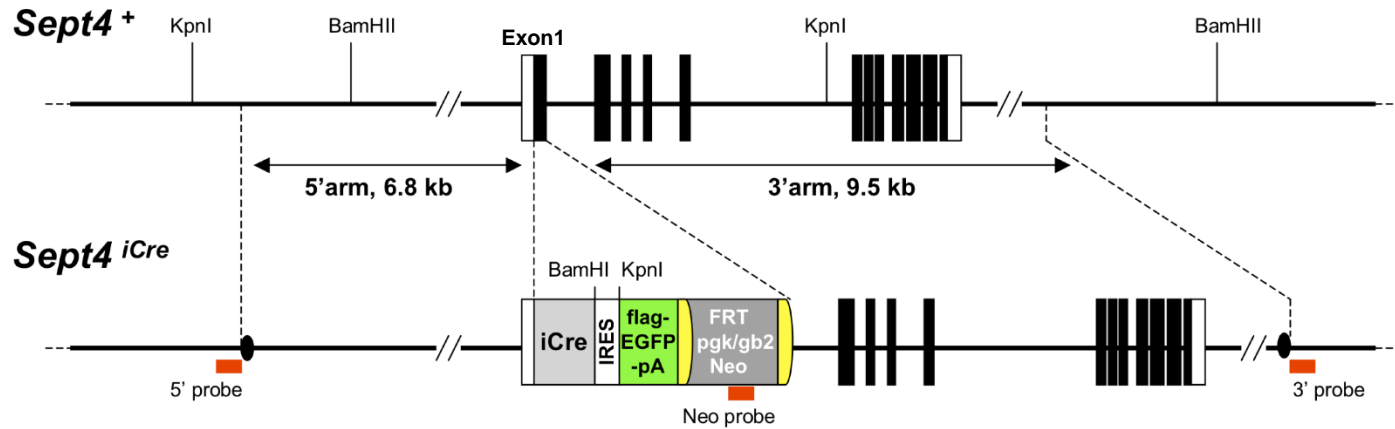 Sept4 +
KpnI
BamHII
Exon1
KpnI
BamHII
5'arm, 6.8 kb
3'arm, 9.5 kb
Sept4 iCre
BamHI
KpnI
iCre
IRES
flag-
EGFP
-pA
FRT
pgk/gb2
Neo
5' probe
Neo probe
3' probe